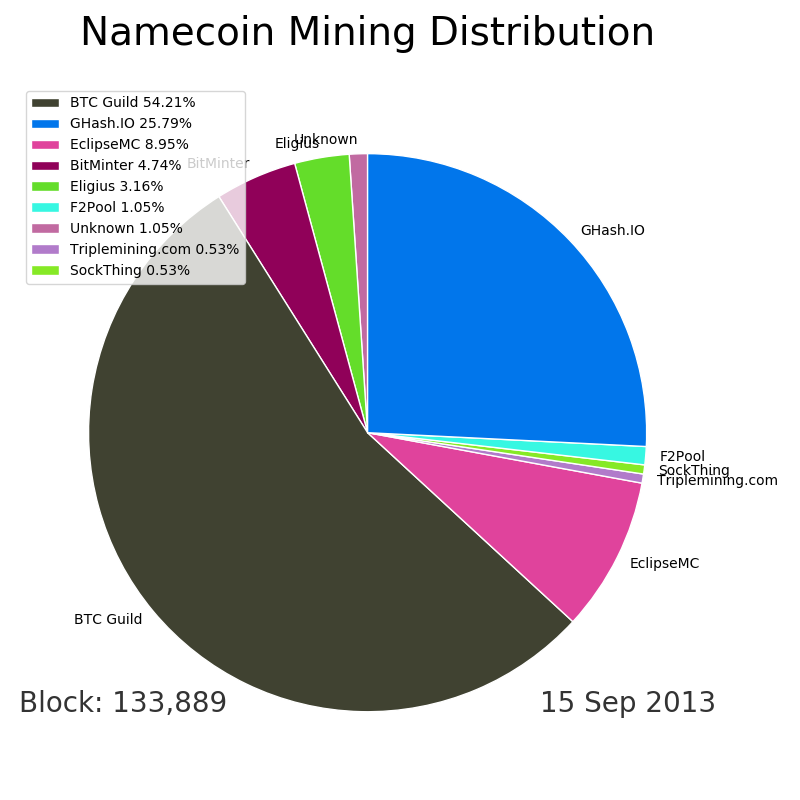 Namecoin Mining Distribution
BTC Guild 54.21%
GHash.IO 25.79%
EclipseMC 8.95%
BitMinter 4.74%
Eligius 3.16%
F2Pool 1.05%
Unknown 1.05%
Triplemining.com 0.53%
SockThing 0.53%
BitMinter
Eligius
Unknown
GHash.IO
F2Pool
SockThing
Triplemining.com
EclipseMC
BTC Guild
Block: 133,889
15 Sep 2013